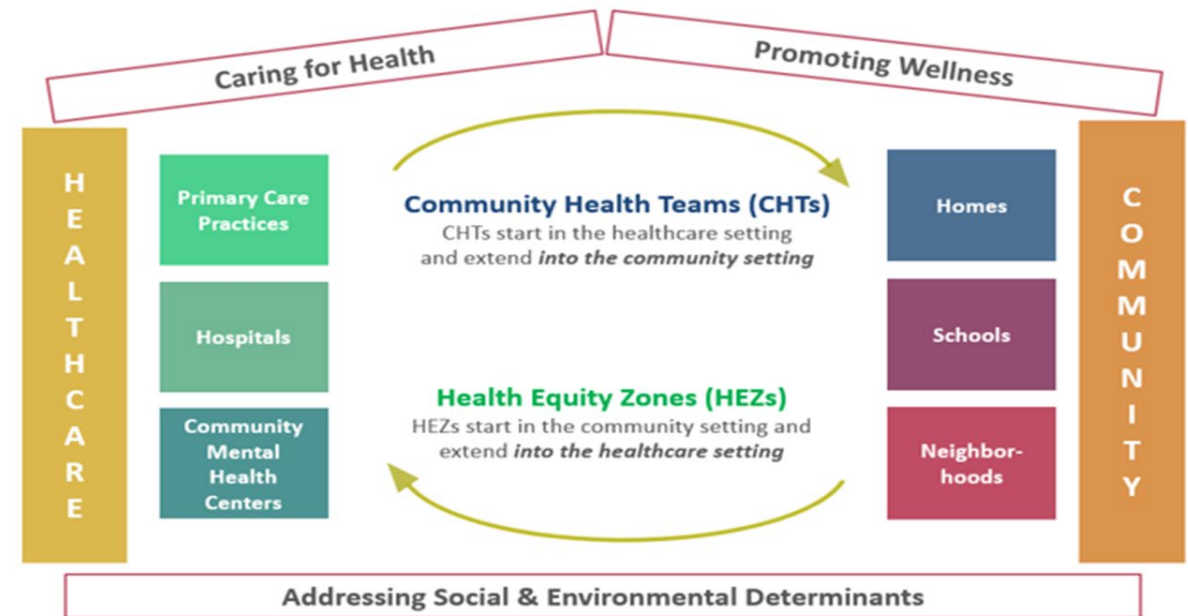 Caring for Health
Promoting Wellness
HEALTHCARE
Primary Care
Practices
Hospitals
Community
Mental
Health
Centers
Community Health Teams (CHTs)
CHTs start in the healthcare setting
and extend into the community setting
Health Equity Zones (HEZs)
HEZs start in the community setting and
extend into the healthcare setting
Homes
Schools
Neighbor-
hoods
COMMUNITY
Addressing Social & Environmental Determinants